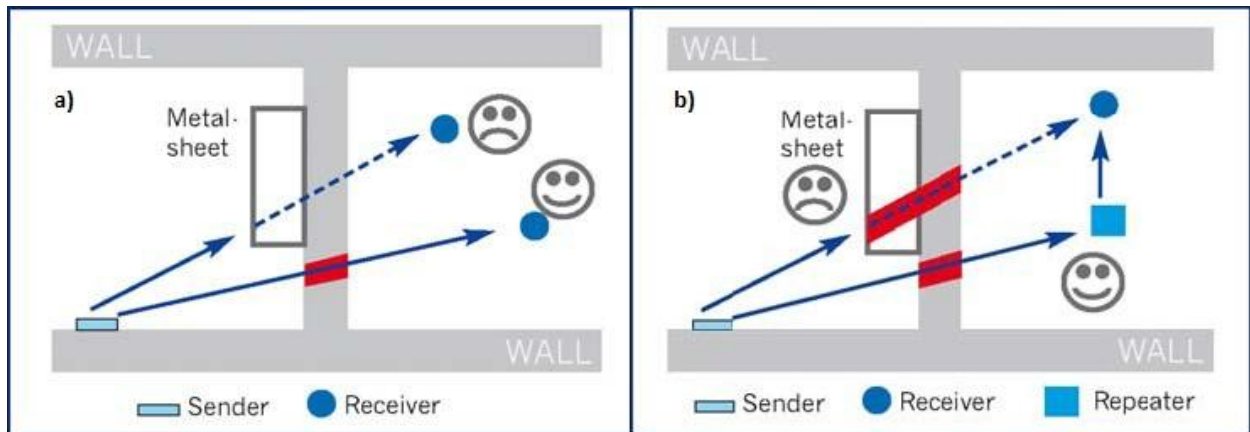 WALL
a)
Metal-
sheet
WALL
Sender
Receiver
WALL
b)
Metal-
sheet
WALL
Sender
Receiver
Repeater